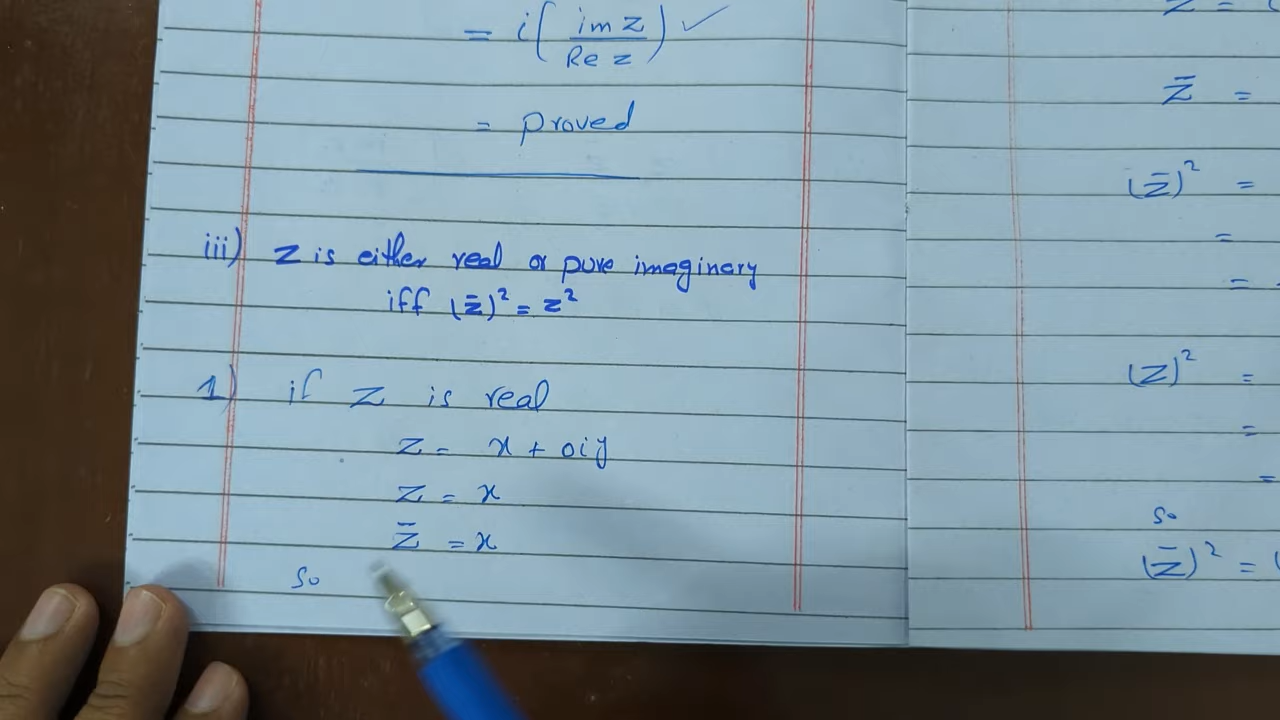 = i( im z / Re z ) ✓
= proved
iii) Z is either real or pure imaginary
iff (z̄)² = z²
1) if Z is real
Z = x + 0iy
Z = x
Z̄ = x
So
Z = (
Z̄ =
(Z̄)² =
=
=
(Z)² =
=
=
So
(Z̄)² = (